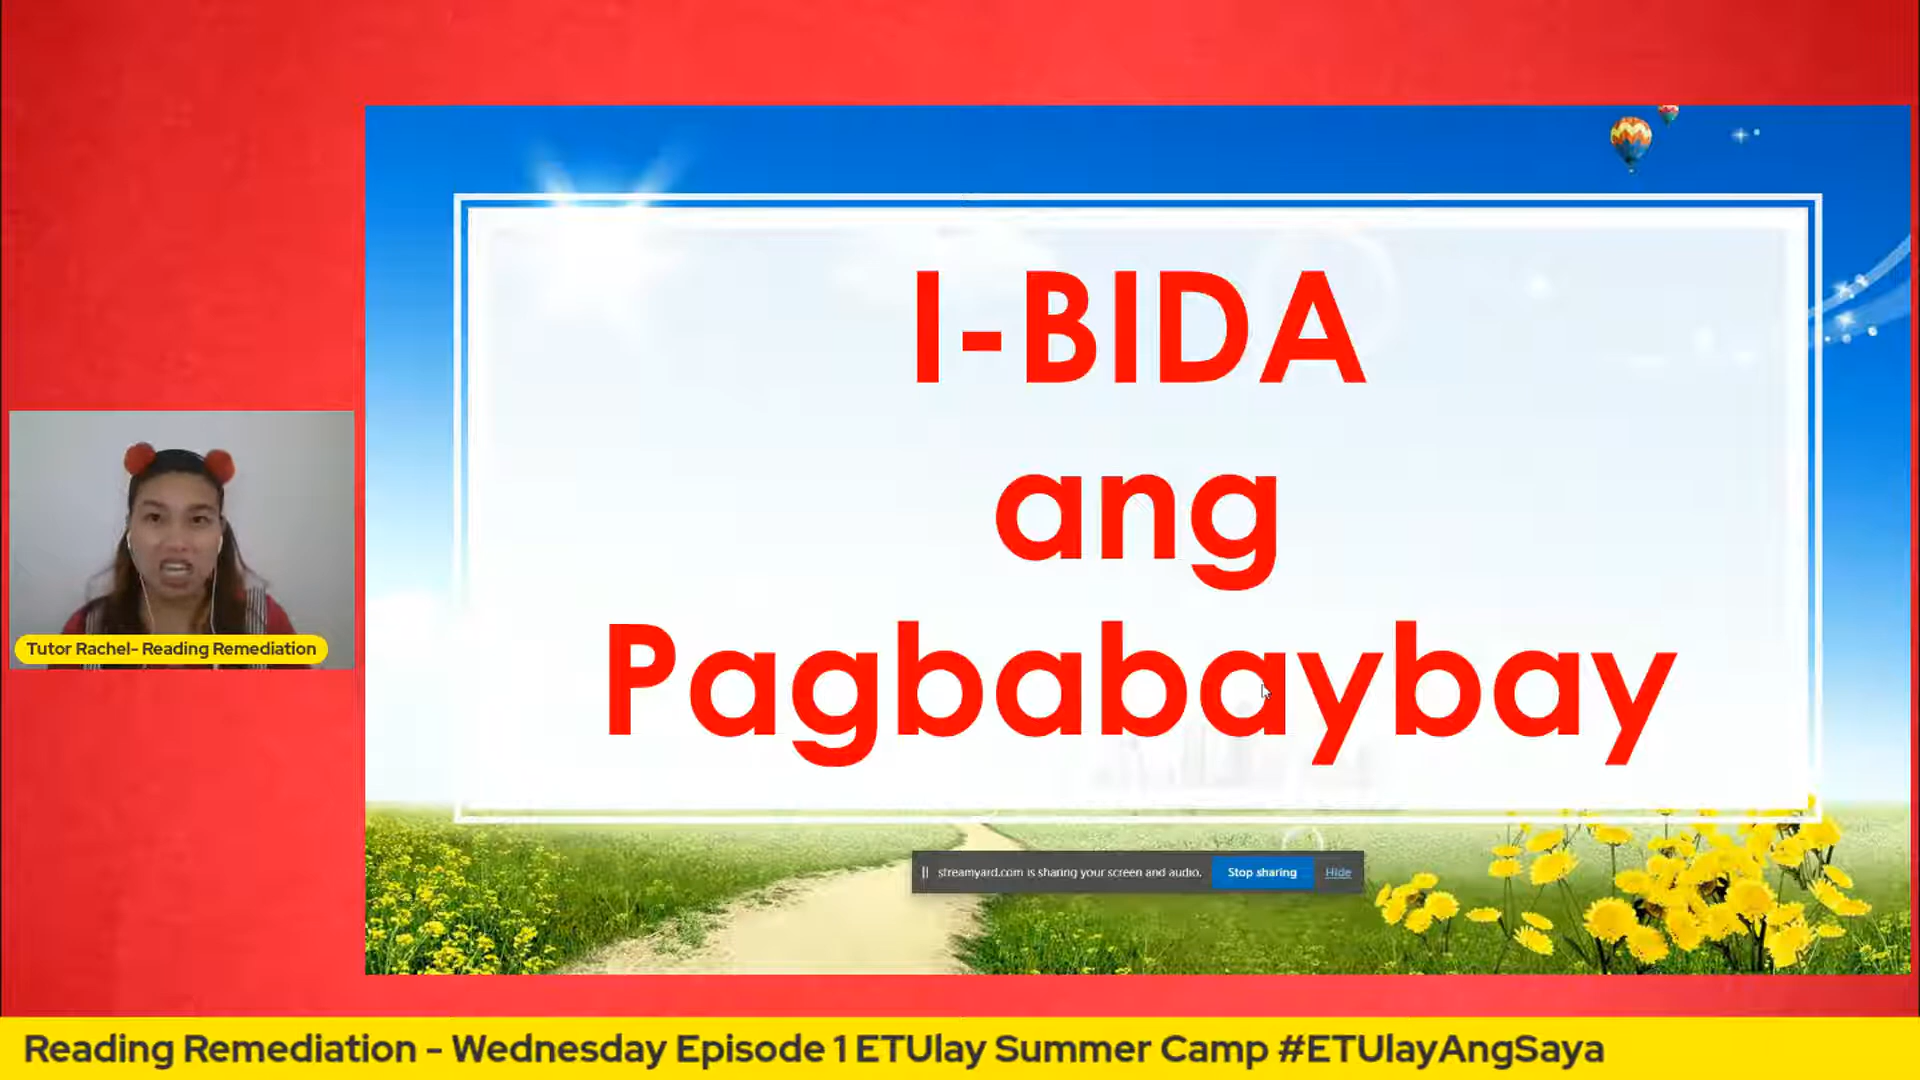 I-BIDA
ang
Pagbabaybay
Tutor Rachel- Reading Remediation
streamyard.com is sharing your screen and audio. Stop sharing Hide
Reading Remediation - Wednesday Episode 1 ETUlay Summer Camp #ETUlayAngSaya